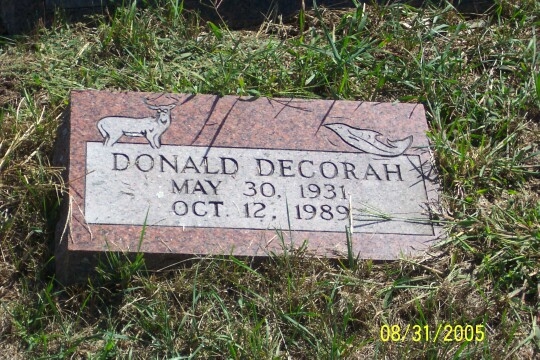 DONALD DECORAH
MAY 30, 1931
OCT. 12, 1989
08/31/2005